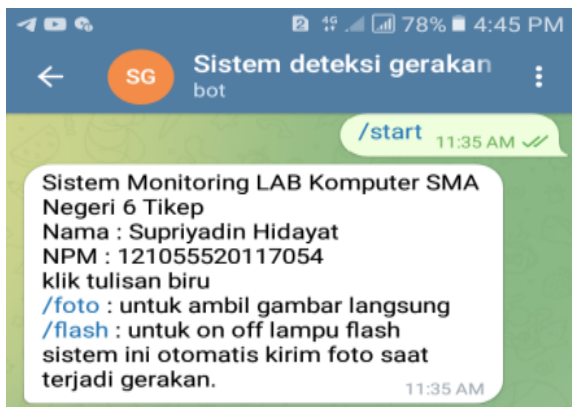 4G 78% 4:45 PM
SG
Sistem deteksi gerakan
bot
/start 11:35 AM
Sistem Monitoring LAB Komputer SMA
Negeri 6 Tikep
Nama : Supriyadin Hidayat
NPM : 121055520117054
klik tulisan biru
/foto : untuk ambil gambar langsung
/flash : untuk on off lampu flash
sistem ini otomatis kirim foto saat
terjadi gerakan.
11:35 AM